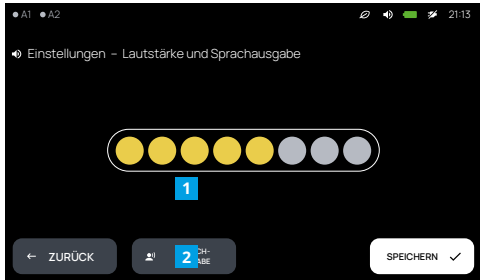 A1 A2 21:13
Einstellungen – Lautstärke und Sprachausgabe
1
← ZURÜCK 2 SPEICHERN